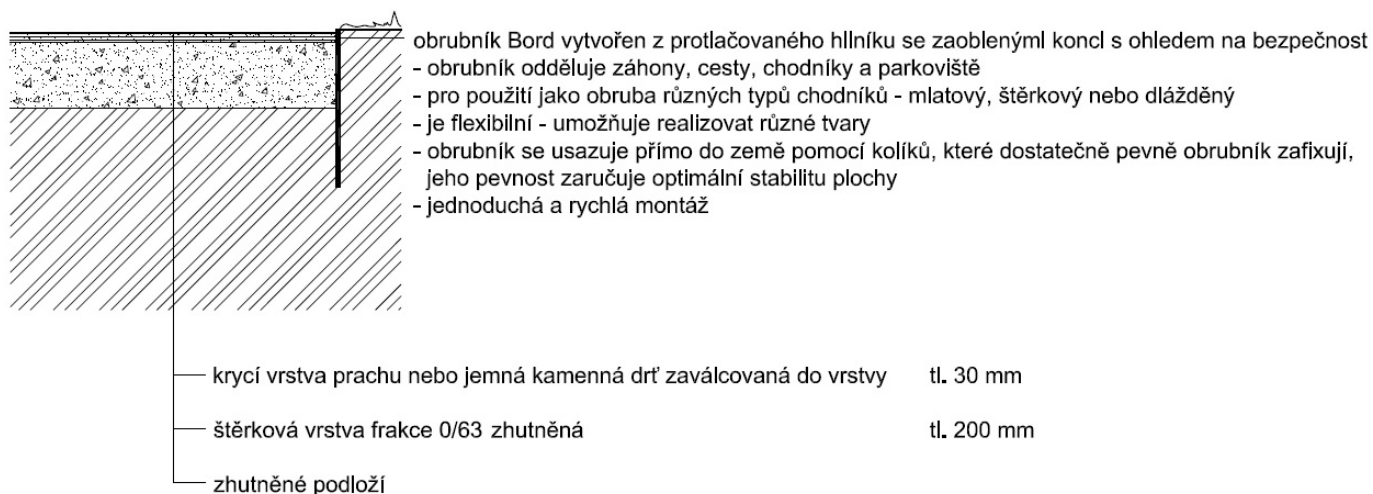 obrubník Bord vytvořen z protlačovaného hliníku se zaoblenými konci s ohledem na bezpečnost
- obrubník odděluje záhony, cesty, chodníky a parkoviště
- pro použití jako obruba různých typů chodníků - mlatový, štěrkový nebo dlážděný
- je flexibilní - umožňuje realizovat různé tvary
- obrubník se usazuje přímo do země pomocí kolíků, které dostatečně pevně obrubník zafixují,
jeho pevnost zaručuje optimální stabilitu plochy
- jednoduchá a rychlá montáž
krycí vrstva prachu nebo jemná kamenná drť zaválcovaná do vrstvy tl. 30 mm
štěrková vrstva frakce 0/63 zhutněná tl. 200 mm
zhutněné podloží